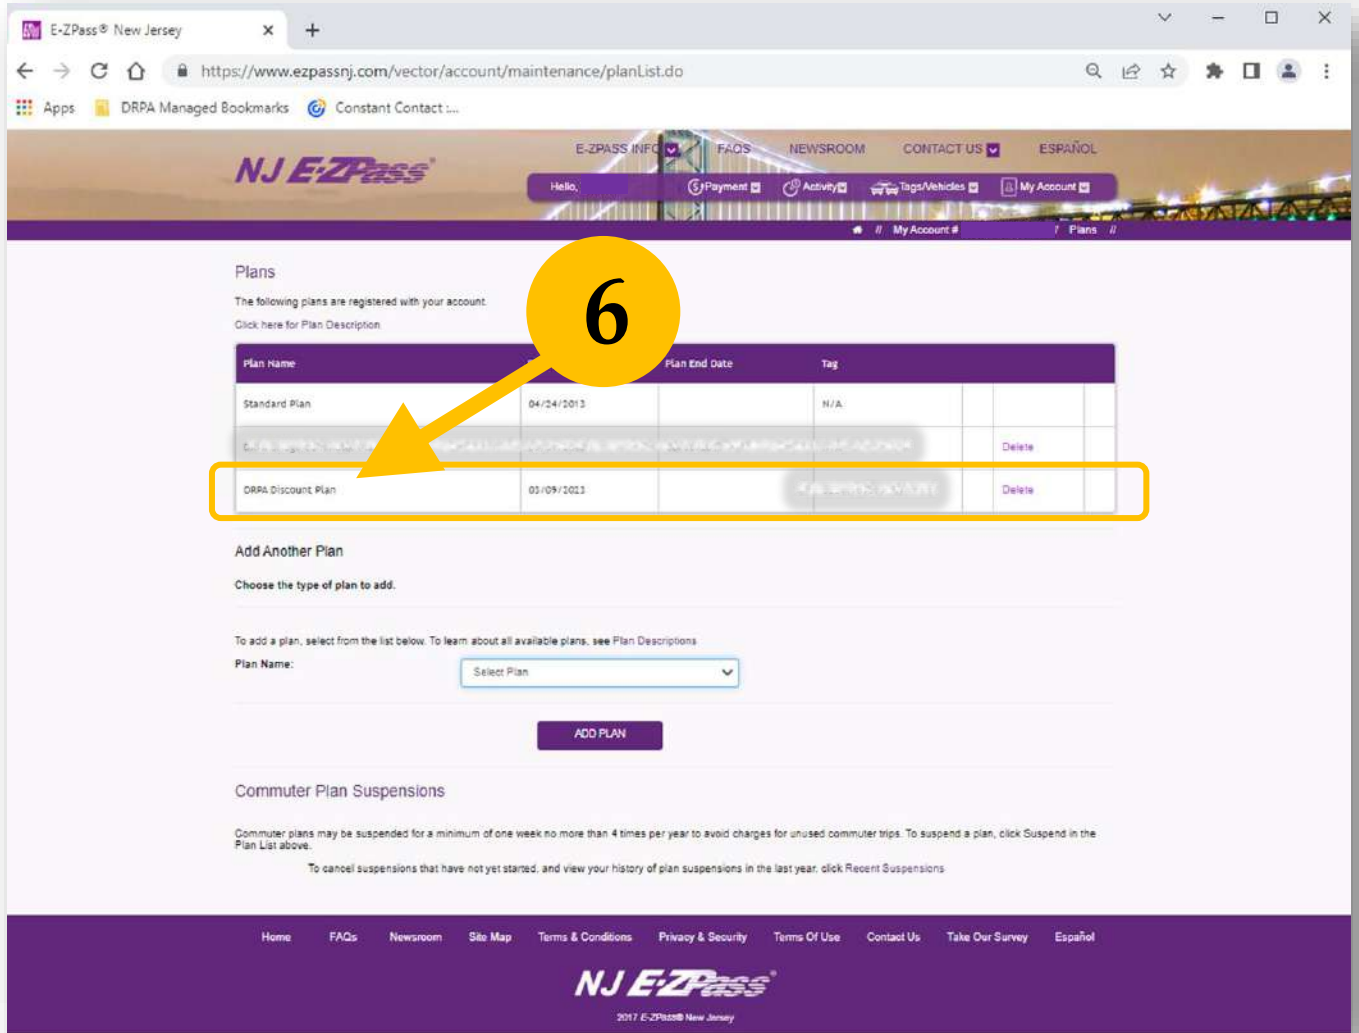 E-ZPass® New Jersey
https://www.ezpassnj.com/vector/account/maintenance/planList.do
Apps DRPA Managed Bookmarks Constant Contact :...
E-ZPASS INFO FAQS NEWSROOM CONTACT US ESPAÑOL
NJ E-ZPass®
Hello, Payment Activity Tags/Vehicles My Account
// My Account # / Plans //
Plans
The following plans are registered with your account.
Click here for Plan Description
6
Plan Name Plan End Date Tag
Standard Plan 04/24/2013 N/A
Delete
DRPA Discount Plan 03/09/2023 Delete
Add Another Plan
Choose the type of plan to add.
To add a plan, select from the list below. To learn about all available plans, see Plan Descriptions
Plan Name: Select Plan
ADD PLAN
Commuter Plan Suspensions
Commuter plans may be suspended for a minimum of one week no more than 4 times per year to avoid charges for unused commuter trips. To suspend a plan, click Suspend in the
Plan List above.
To cancel suspensions that have not yet started, and view your history of plan suspensions in the last year, click Recent Suspensions
Home FAQs Newsroom Site Map Terms & Conditions Privacy & Security Terms Of Use Contact Us Take Our Survey Español
NJ E-ZPass®
2017 E-ZPass® New Jersey